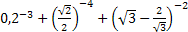 0,2⁻³ + (√2/2)⁻⁴ + (√3 − 2/√3)⁻²